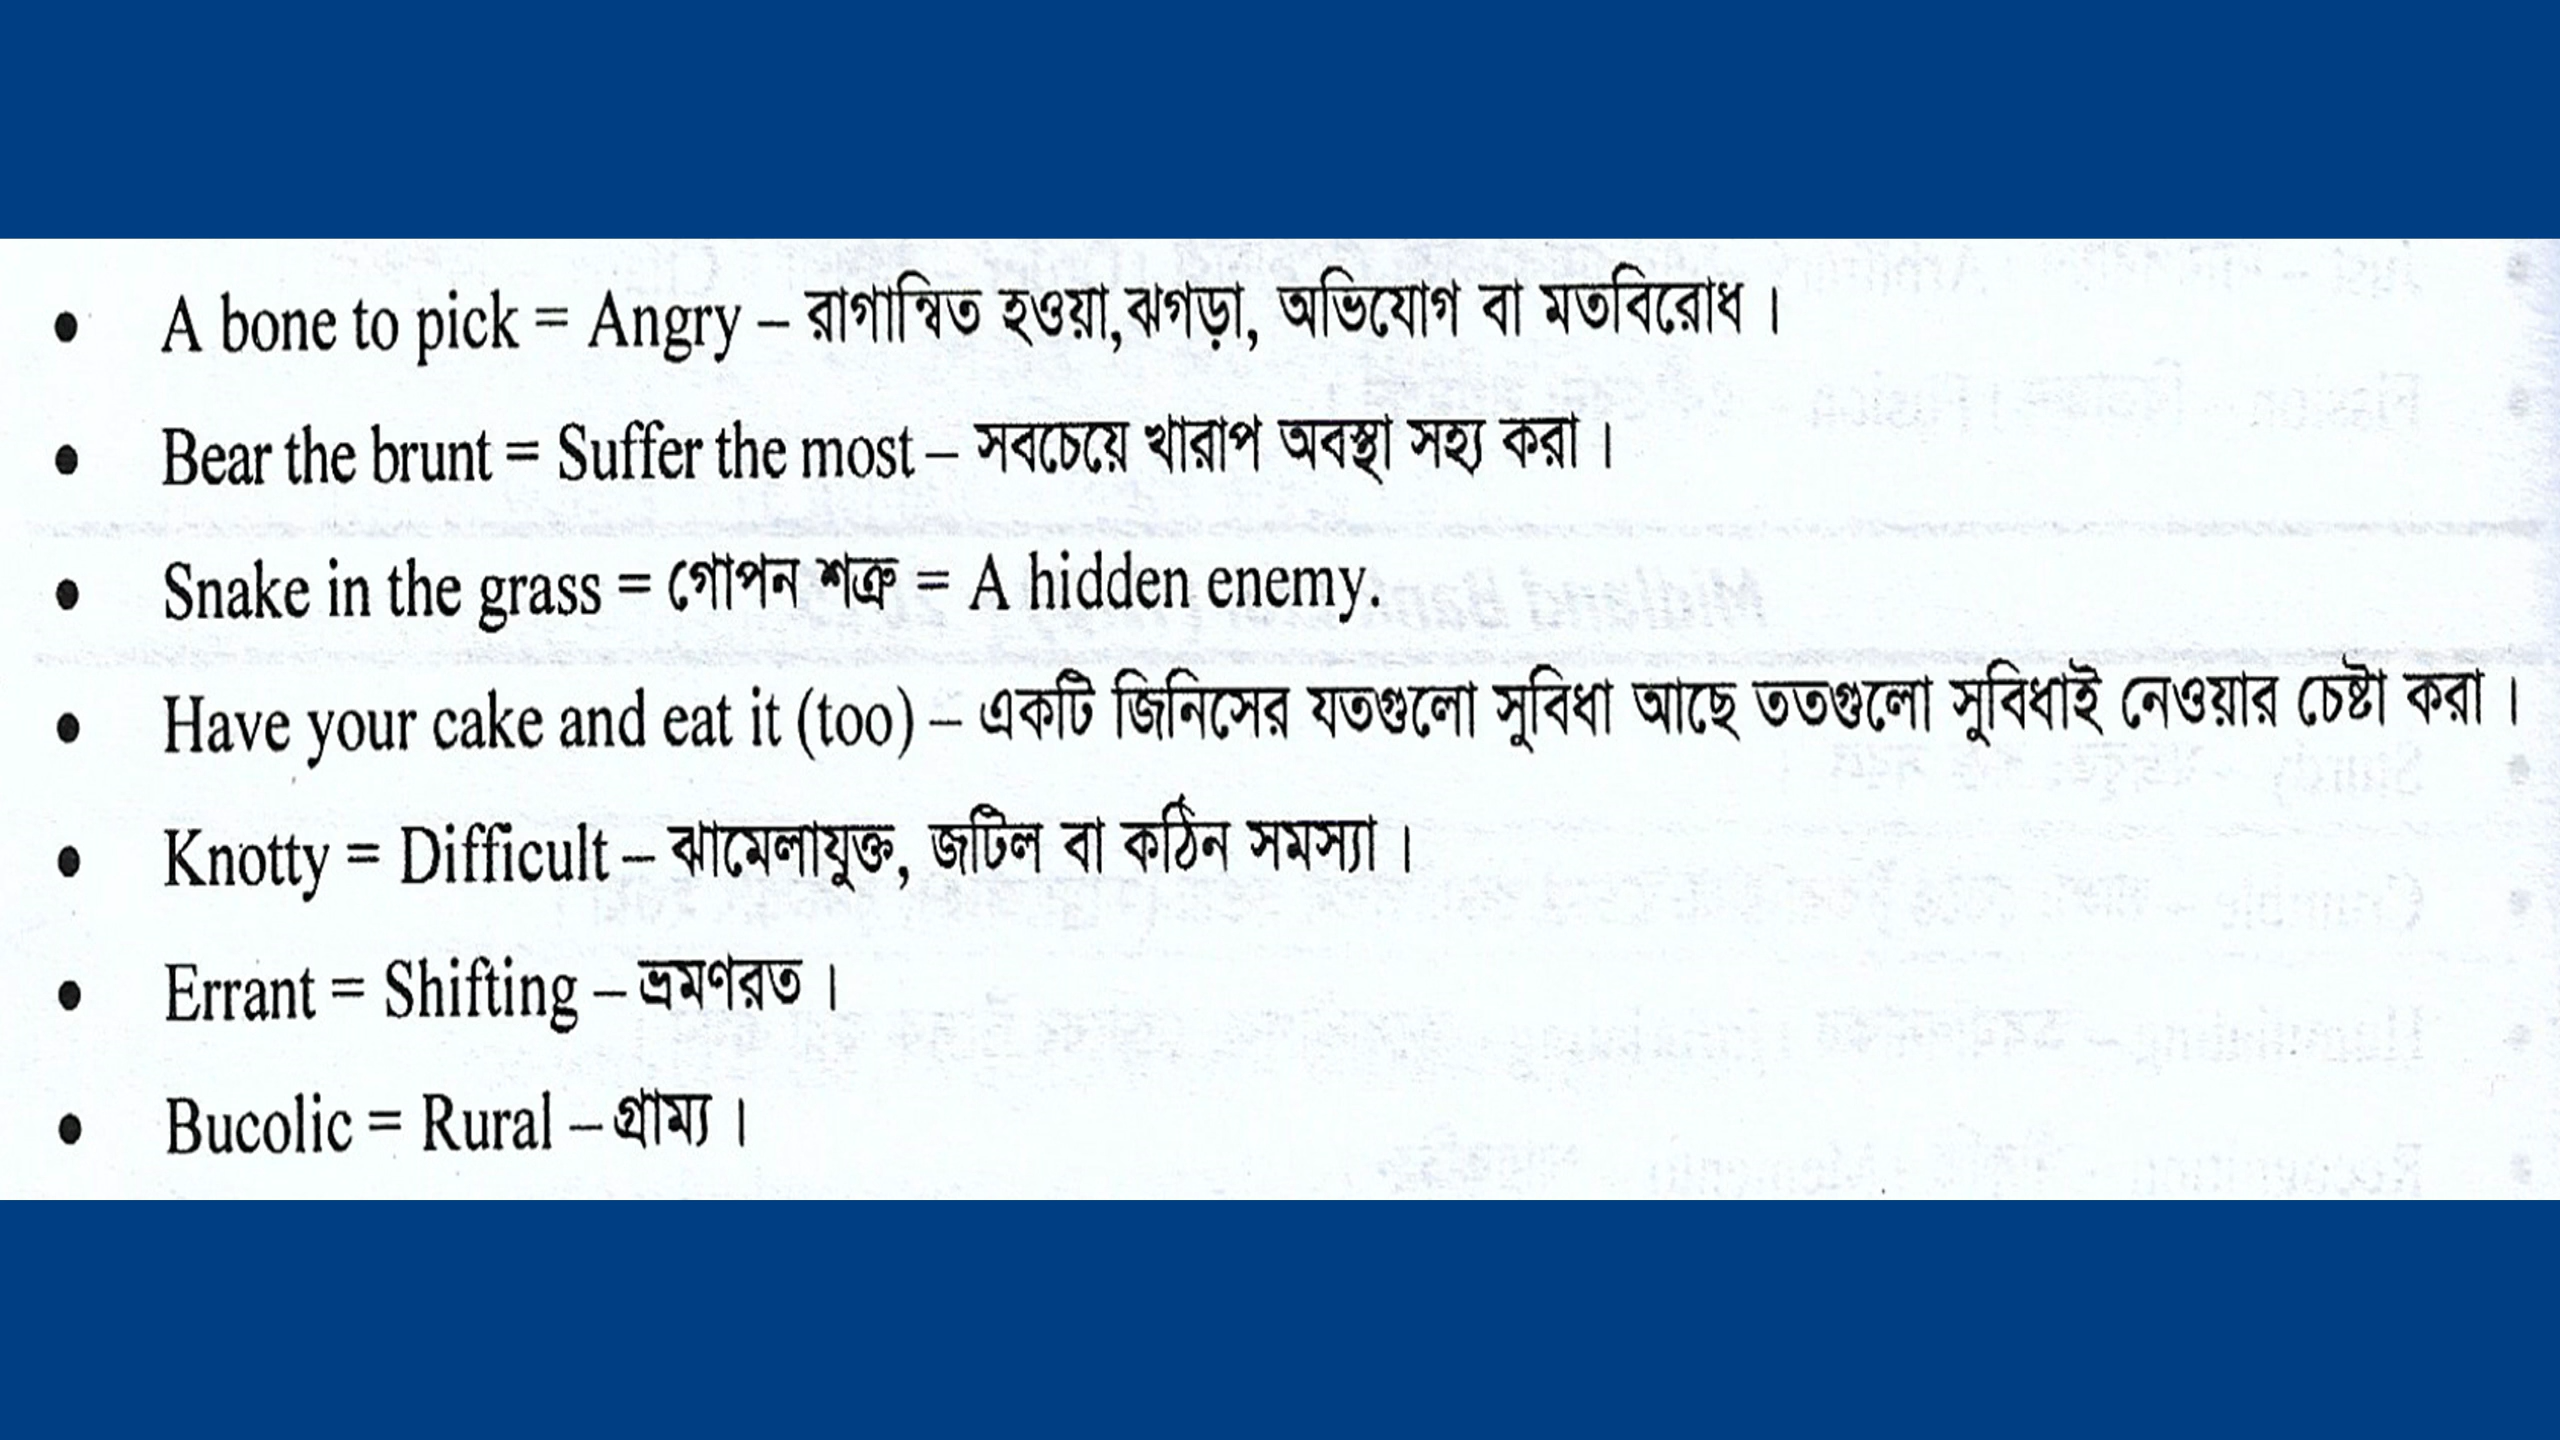 • A bone to pick = Angry – রাগান্বিত হওয়া, ঝগড়া, অভিযোগ বা মতবিরোধ ।
• Bear the brunt = Suffer the most – সবচেয়ে খারাপ অবস্থা সহ্য করা ।
• Snake in the grass = গোপন শত্রু = A hidden enemy.
• Have your cake and eat it (too) – একটি জিনিসের যতগুলো সুবিধা আছে ততগুলো সুবিধাই নেওয়ার চেষ্টা করা ।
• Knotty = Difficult – ঝামেলাযুক্ত, জটিল বা কঠিন সমস্যা ।
• Errant = Shifting – ভ্রমণরত ।
• Bucolic = Rural – গ্রাম্য ।